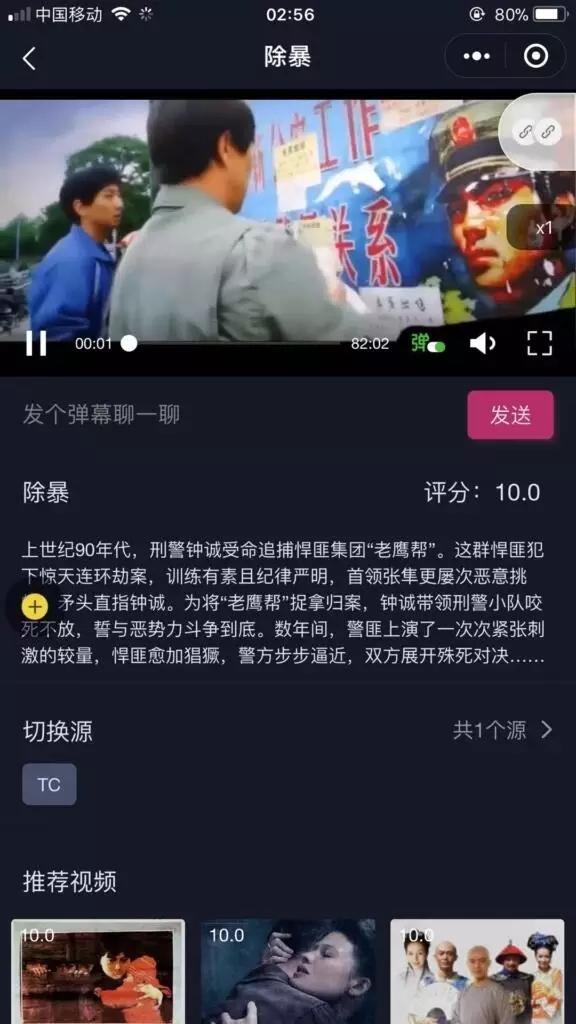 中国移动 02:56 80%
除暴
工作
联系
x1
00:01 82:02 弹
发个弹幕聊一聊 发送
除暴 评分：10.0
上世纪90年代，刑警钟诚受命追捕悍匪集团“老鹰帮”。这群悍匪犯
下惊天连环劫案，训练有素且纪律严明，首领张隼更屡次恶意挑
矛头直指钟诚。为将“老鹰帮”捉拿归案，钟诚带领刑警小队咬
死不放，誓与恶势力斗争到底。数年间，警匪上演了一次次紧张刺
激的较量，悍匪愈加猖獗，警方步步逼近，双方展开殊死对决......
切换源 共1个源
TC
推荐视频
10.0 10.0 10.0